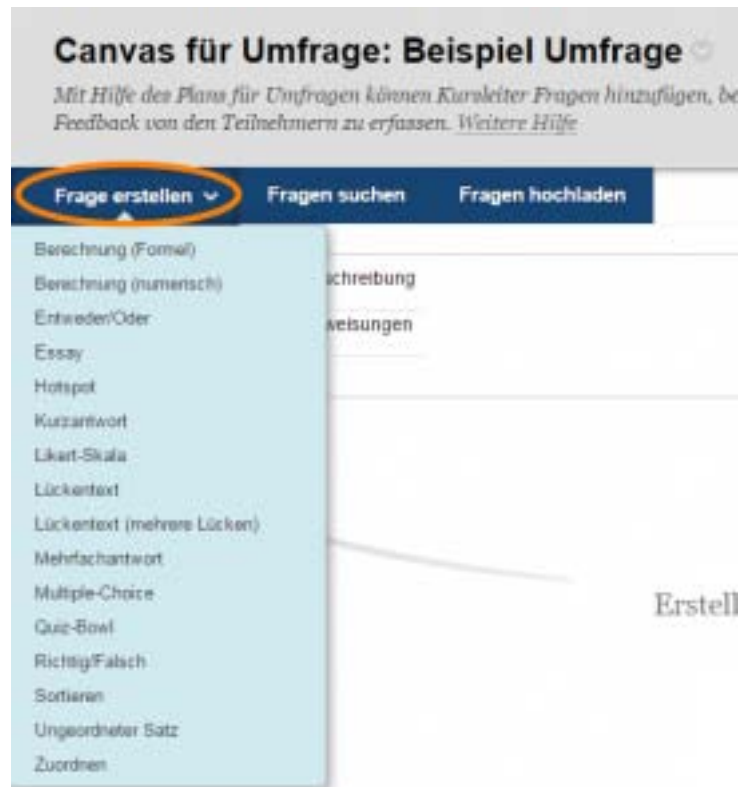 Canvas für Umfrage: Beispiel Umfrage
Mit Hilfe des Plans für Umfragen können Kursleiter Fragen hinzufügen, be
Feedback von den Teilnehmern zu erfassen. Weitere Hilfe
Frage erstellen Fragen suchen Fragen hochladen
Berechnung (Formel)
Berechnung (numerisch)
schreibung
Entweder/Oder
weisungen
Essay
Hotspot
Kurzantwort
Likert-Skala
Lückentext
Lückentext (mehrere Lücken)
Mehrfachantwort
Multiple-Choice
Erstell
Quiz-Bowl
Richtig/Falsch
Sortieren
Ungeordneter Satz
Zuordnen